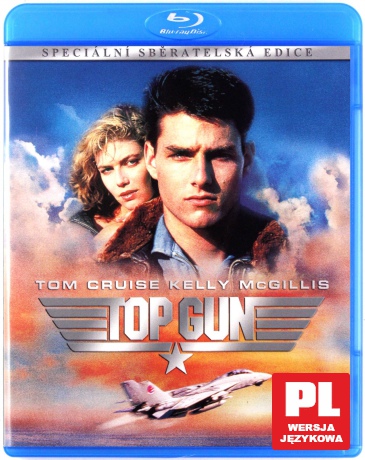 Blu-ray Disc
SPECIÁLNÍ SBĚRATELSKÁ EDICE
TOM CRUISE KELLY McGILLIS
TOP GUN
PL
WERSJA
JĘZYKOWA